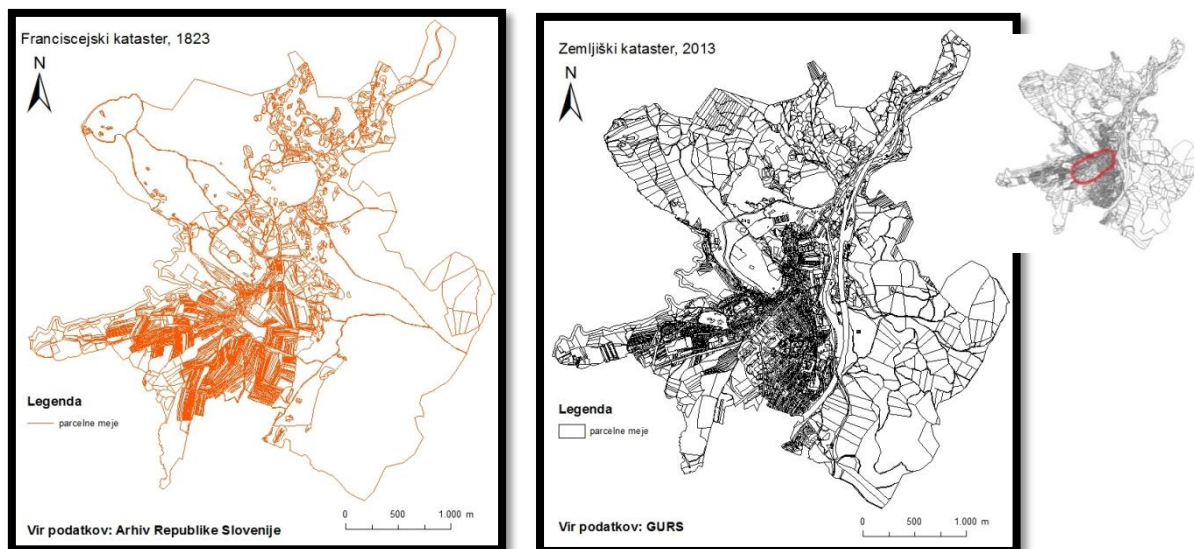 Franciscejski kataster, 1823
N
Legenda
parcelne meje
0 500 1.000 m
Vir podatkov: Arhiv Republike Slovenije
Zemljiški kataster, 2013
N
Legenda
parcelne meje
0 500 1.000 m
Vir podatkov: GURS